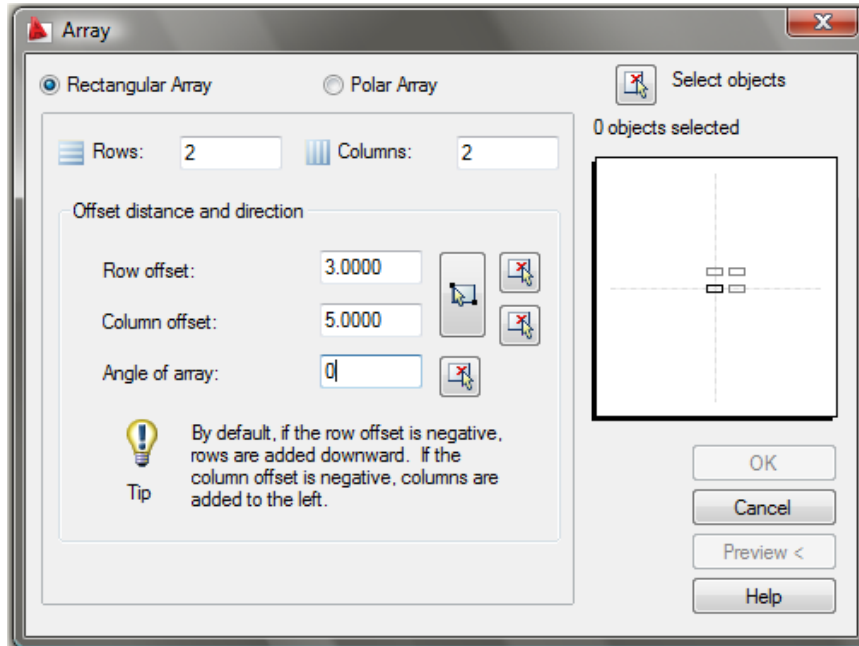 Array
Rectangular Array
Polar Array
Select objects
0 objects selected
Rows: 2
Columns: 2
Offset distance and direction
Row offset: 3.0000
Column offset: 5.0000
Angle of array: 0
Tip
By default, if the row offset is negative,
rows are added downward. If the
column offset is negative, columns are
added to the left.
OK
Cancel
Preview <
Help